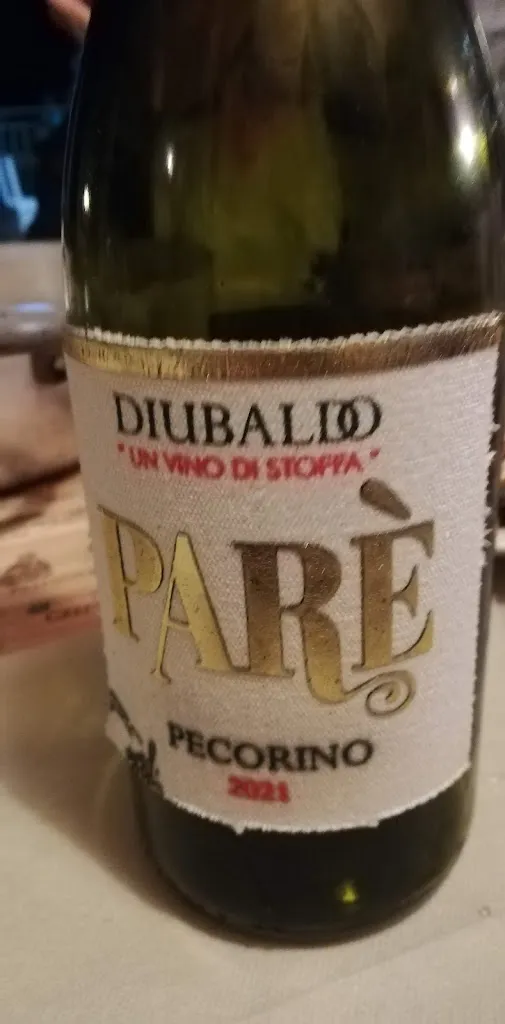 DIUBALDO
"UN VINO DI STOFFA"
PARÈ
PECORINO
2021